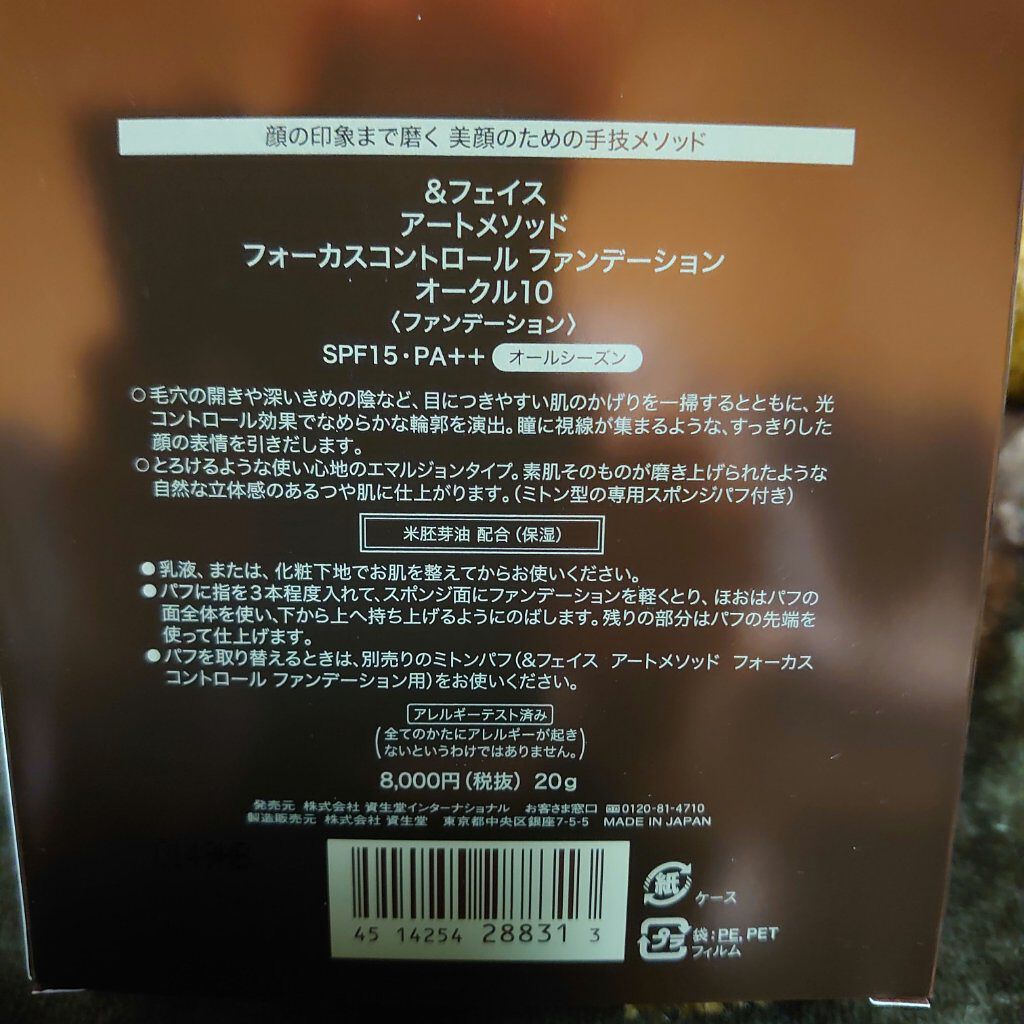 顔の印象まで磨く 美顔のための手技メソッド
&フェイス
アートメソッド
フォーカスコントロール ファンデーション
オークル10
〈ファンデーション〉
SPF15・PA++ オールシーズン
○毛穴の開きや深いきめの陰など、目につきやすい肌のかげりを一掃するとともに、光
コントロール効果でなめらかな輪郭を演出。瞳に視線が集まるような、すっきりした
顔の表情を引きだします。
○とろけるような使い心地のエマルジョンタイプ。素肌そのものが磨き上げられたような
自然な立体感のあるつや肌に仕上がります。（ミトン型の専用スポンジパフ付き）
米胚芽油 配合（保湿）
●乳液、または、化粧下地でお肌を整えてからお使いください。
●パフに指を3本程度入れて、スポンジ面にファンデーションを軽くとり、ほおはパフの
面全体を使い、下から上へ持ち上げるようにのばします。残りの部分はパフの先端を
使って仕上げます。
●パフを取り替えるときは、別売りのミトンパフ（&フェイス アートメソッド フォーカス
コントロール ファンデーション用）をお使いください。
アレルギーテスト済み
（全てのかたにアレルギーが起き
ないというわけではありません。）
8,000円（税抜） 20g
発売元 株式会社 資生堂インターナショナル お客さま窓口 0120-81-4710
製造販売元 株式会社 資生堂 東京都中央区銀座7-5-5 MADE IN JAPAN
45 14254 28831 3
紙 ケース
プラ 袋:PE, PET
フィルム